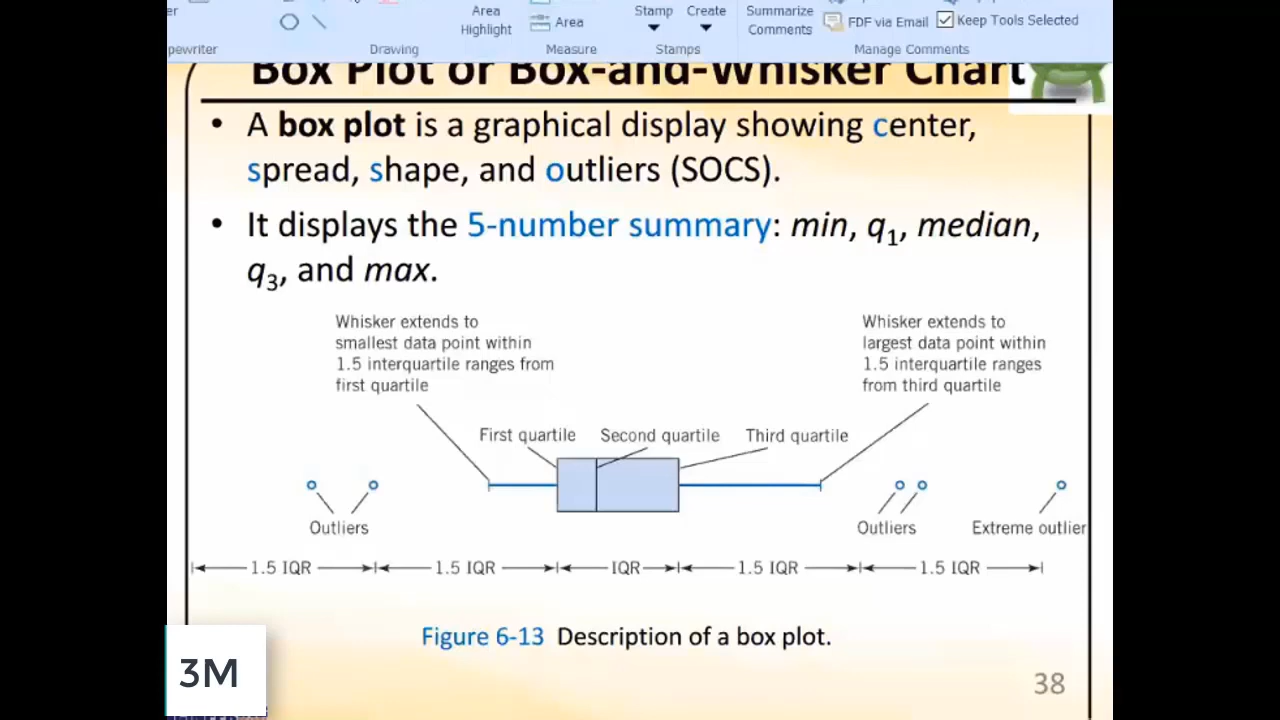 er
Area
Highlight
Area
Stamp
Create
Summarize
Comments
FDF via Email
Keep Tools Selected
pewriter
Drawing
Measure
Stamps
Manage Comments
Box Plot or Box-and-Whisker Chart
• A box plot is a graphical display showing center,
spread, shape, and outliers (SOCS).
• It displays the 5-number summary: min, q1, median,
q3, and max.
Whisker extends to
smallest data point within
1.5 interquartile ranges from
first quartile
Whisker extends to
largest data point within
1.5 interquartile ranges
from third quartile
First quartile
Second quartile
Third quartile
Outliers
Outliers
Extreme outlier
1.5 IQR
1.5 IQR
IQR
1.5 IQR
1.5 IQR
Figure 6-13 Description of a box plot.
3M
38